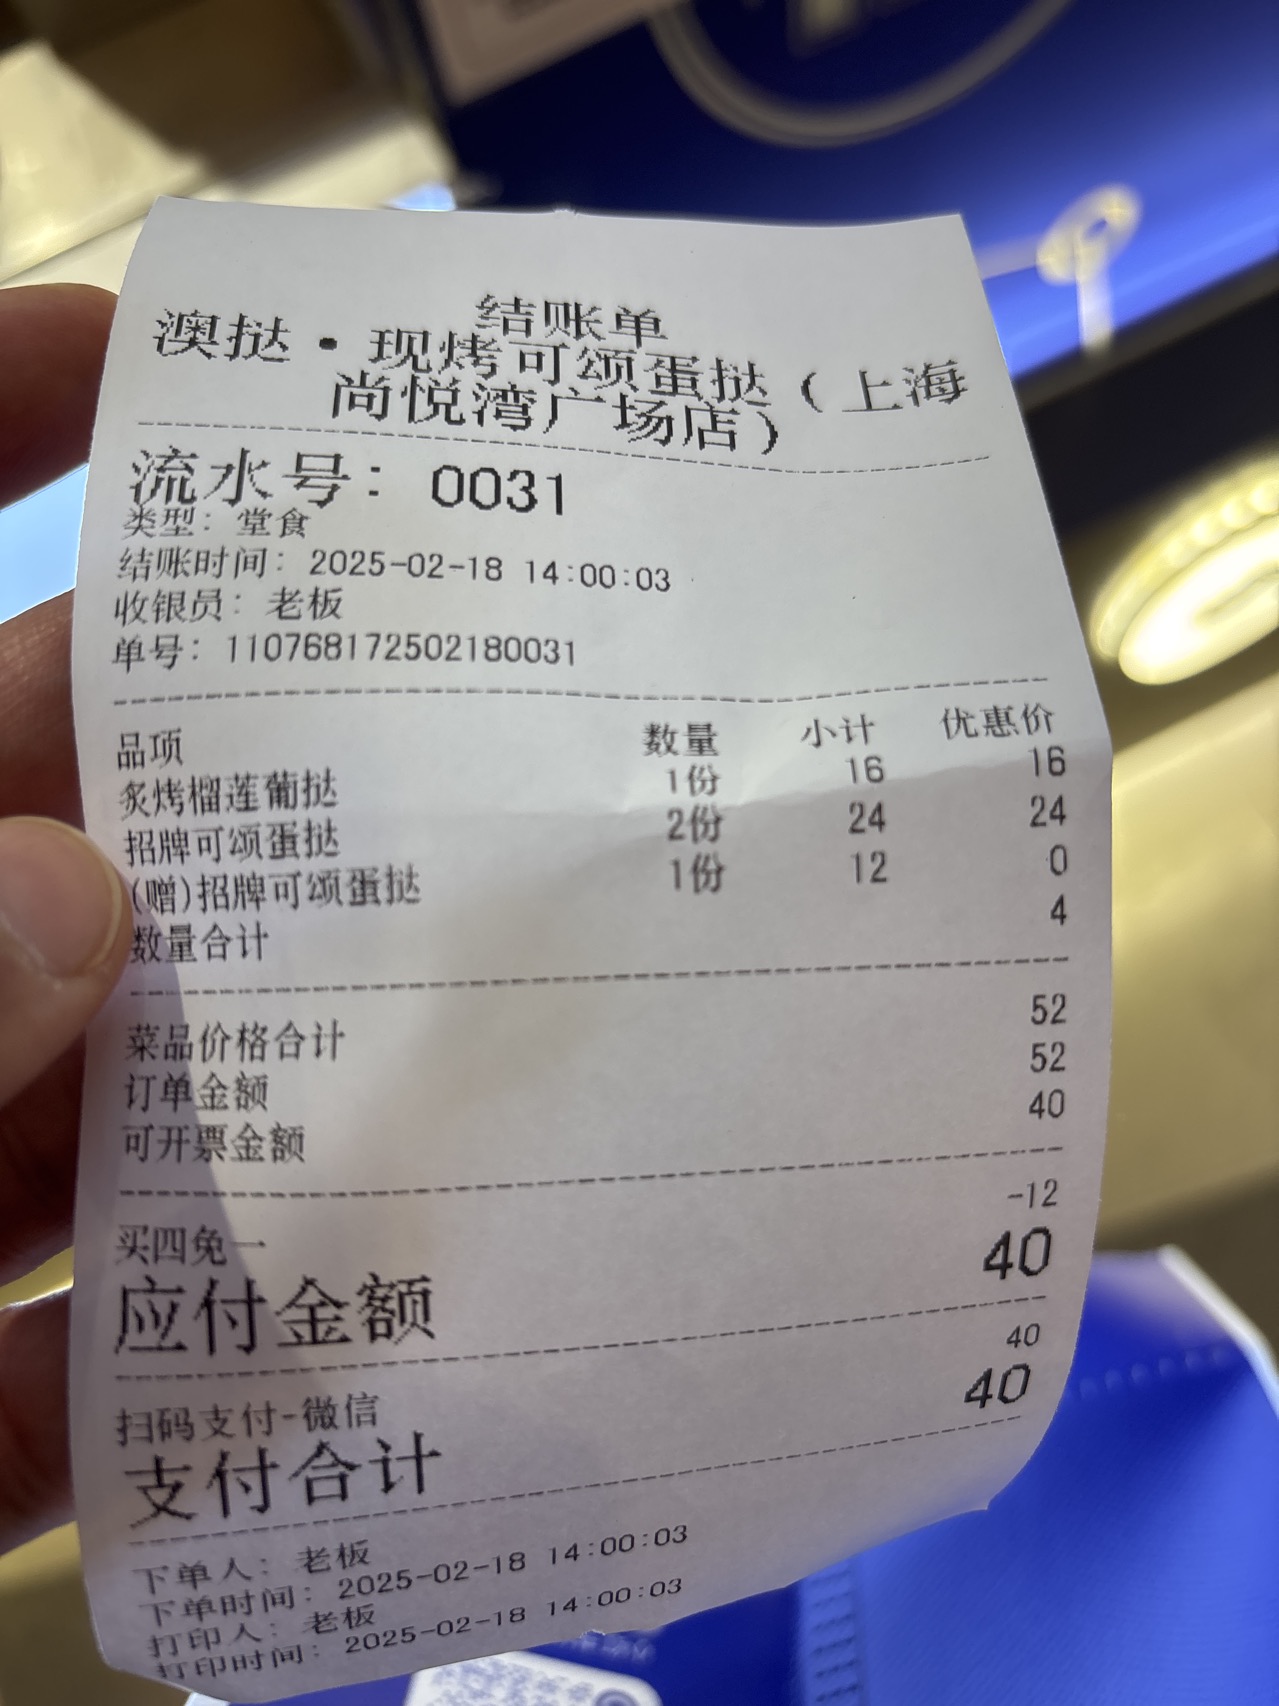 结账单
澳挞·现烤可颂蛋挞（上海
尚悦湾广场店）
流水号：0031
类型：堂食
结账时间：2025-02-18 14:00:03
收银员：老板
单号：110768172502180031
品项 数量 小计 优惠价
炙烤榴莲葡挞 1份 16 16
招牌可颂蛋挞 2份 24 24
(赠)招牌可颂蛋挞 1份 12 0
数量合计 4
菜品价格合计 52
订单金额 52
可开票金额 40
买四免一 -12
应付金额 40
扫码支付-微信 40
支付合计 40
下单人：老板
下单时间：2025-02-18 14:00:03
打印人：老板
打印时间：2025-02-18 14:00:03